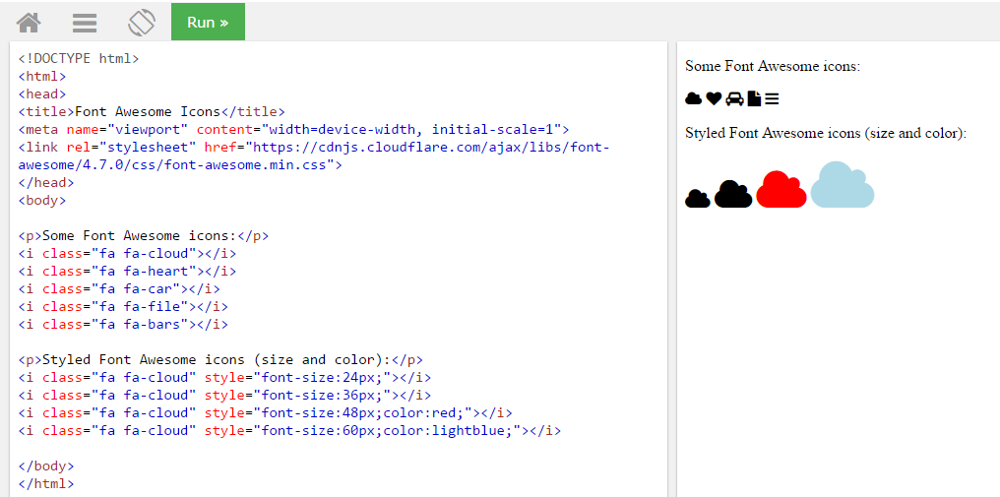 Run »
<!DOCTYPE html>
<html>
<head>
<title>Font Awesome Icons</title>
<meta name="viewport" content="width=device-width, initial-scale=1">
<link rel="stylesheet" href="https://cdnjs.cloudflare.com/ajax/libs/font-
awesome/4.7.0/css/font-awesome.min.css">
</head>
<body>
<p>Some Font Awesome icons:</p>
<i class="fa fa-cloud"></i>
<i class="fa fa-heart"></i>
<i class="fa fa-car"></i>
<i class="fa fa-file"></i>
<i class="fa fa-bars"></i>
<p>Styled Font Awesome icons (size and color):</p>
<i class="fa fa-cloud" style="font-size:24px;"></i>
<i class="fa fa-cloud" style="font-size:36px;"></i>
<i class="fa fa-cloud" style="font-size:48px;color:red;"></i>
<i class="fa fa-cloud" style="font-size:60px;color:lightblue;"></i>
</body>
</html>
Some Font Awesome icons:
Styled Font Awesome icons (size and color):